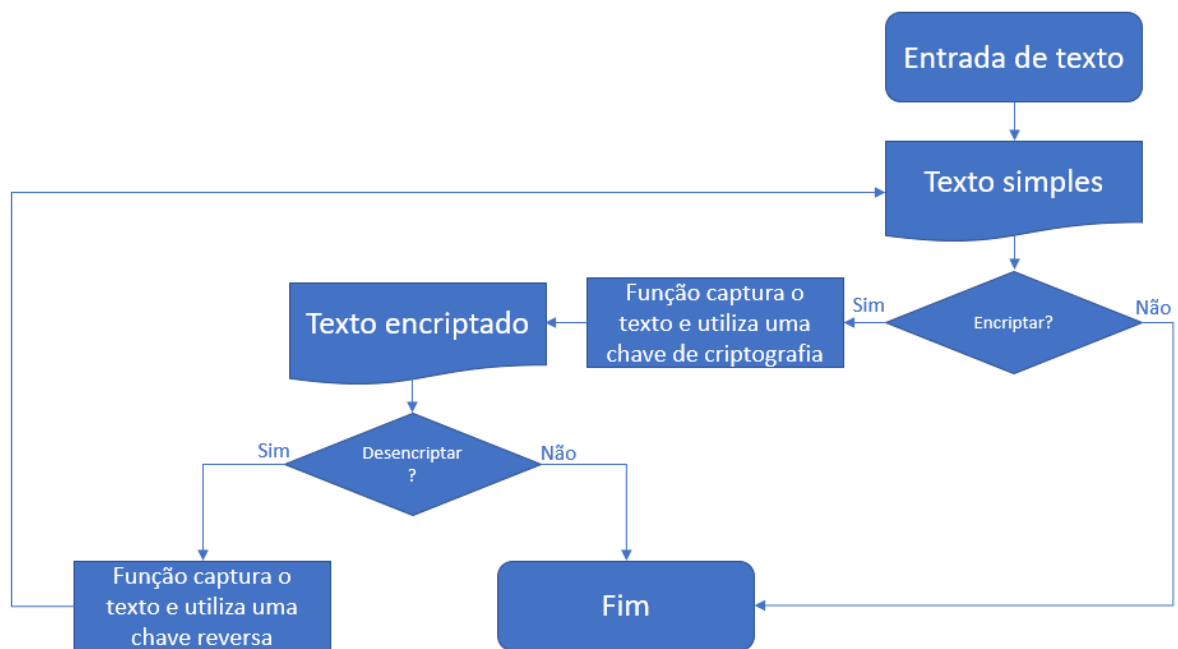 Entrada de texto
Texto simples
Encriptar?
Sim
Não
Função captura o
texto e utiliza uma
chave de criptografia
Texto encriptado
Desencriptar
?
Sim
Não
Função captura o
texto e utiliza uma
chave reversa
Fim